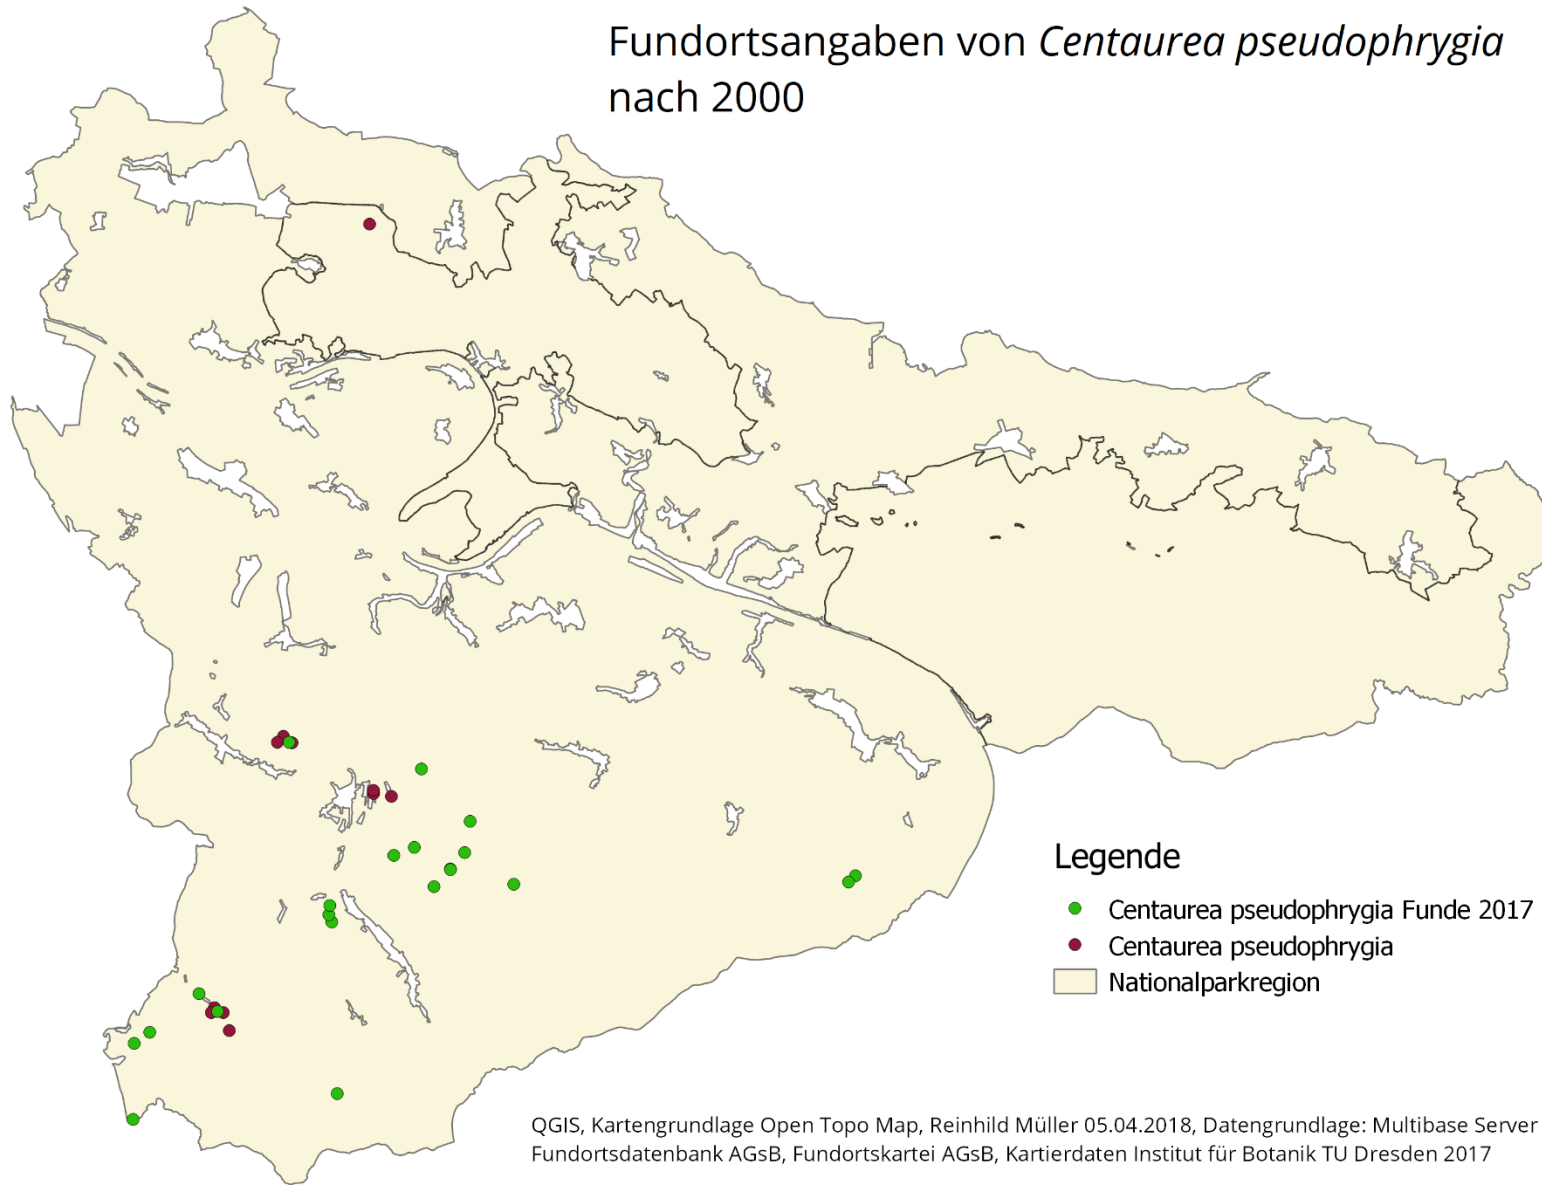 Fundortsangaben von Centaurea pseudophrygia
nach 2000
Legende
Centaurea pseudophrygia Funde 2017
Centaurea pseudophrygia
Nationalparkregion
QGIS, Kartengrundlage Open Topo Map, Reinhild Müller 05.04.2018, Datengrundlage: Multibase Server
Fundortsdatenbank AGsB, Fundortskartei AGsB, Kartierdaten Institut für Botanik TU Dresden 2017